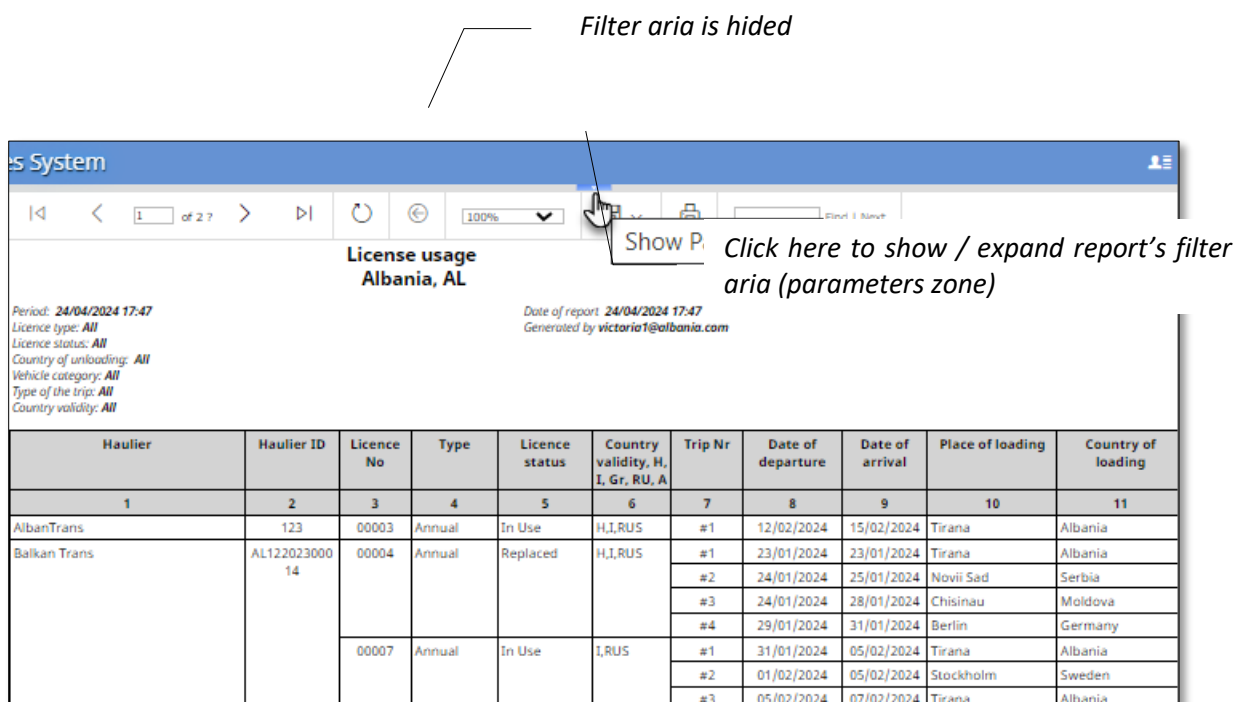 Filter aria is hided
es System
1 of 2 ? 100% Find | Next
Show P
Click here to show / expand report's filter
aria (parameters zone)
License usage
Albania, AL
Period: 24/04/2024 17:47
Date of report 24/04/2024 17:47
Licence type: All
Generated by victoria1@albania.com
Licence status: All
Country of unloading: All
Vehicle category: All
Type of the trip: All
Country validity: All
Haulier Haulier ID Licence No Type Licence status Country validity, H, I, Gr, RU, A Trip Nr Date of departure Date of arrival Place of loading Country of loading
1 2 3 4 5 6 7 8 9 10 11
AlbanTrans 123 00003 Annual In Use H,I,RUS #1 12/02/2024 15/02/2024 Tirana Albania
Balkan Trans AL12202300014 00004 Annual Replaced H,I,RUS #1 23/01/2024 23/01/2024 Tirana Albania
#2 24/01/2024 25/01/2024 Novii Sad Serbia
#3 24/01/2024 28/01/2024 Chisinau Moldova
#4 29/01/2024 31/01/2024 Berlin Germany
00007 Annual In Use I,RUS #1 31/01/2024 05/02/2024 Tirana Albania
#2 01/02/2024 05/02/2024 Stockholm Sweden
#3 05/02/2024 07/02/2024 Tirana Albania